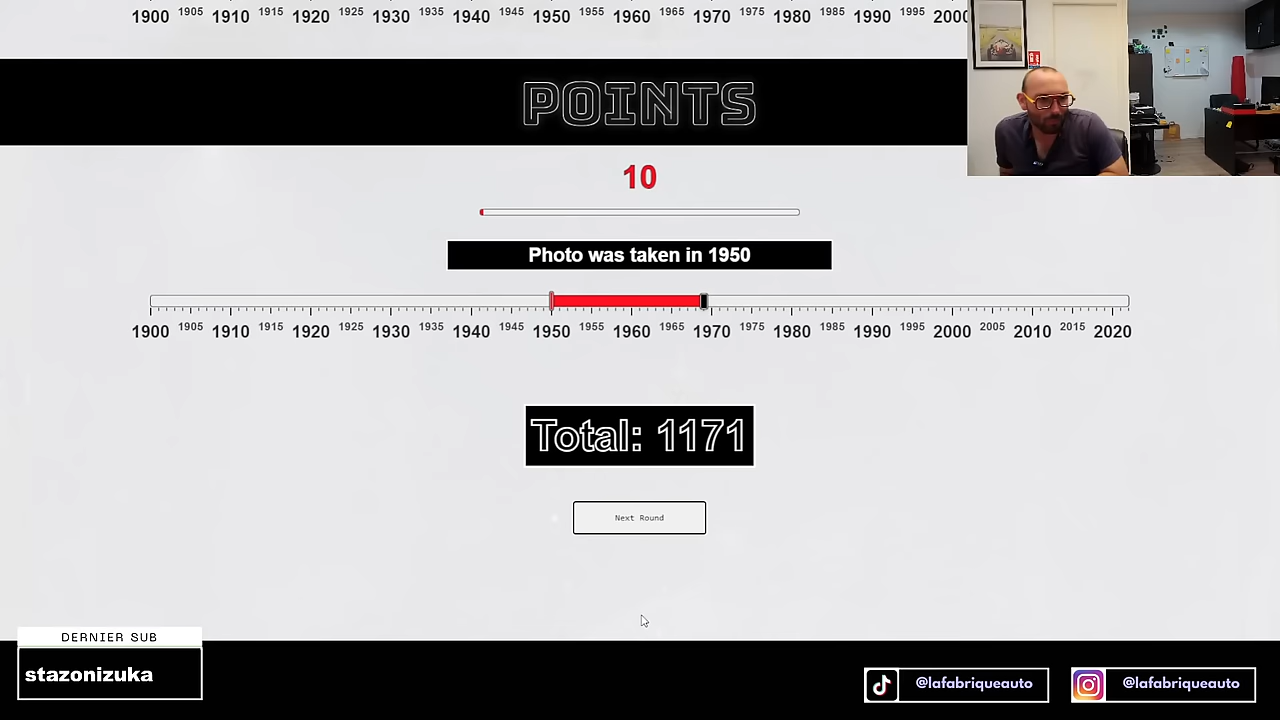 1900 1905 1910 1915 1920 1925 1930 1935 1940 1945 1950 1955 1960 1965 1970 1975 1980 1985 1990 1995 2000
POINTS
10
Photo was taken in 1950
1900 1905 1910 1915 1920 1925 1930 1935 1940 1945 1950 1955 1960 1965 1970 1975 1980 1985 1990 1995 2000 2005 2010 2015 2020
Total: 1171
Next Round
DERNIER SUB
stazonizuka
@lafabriqueauto
@lafabriqueauto